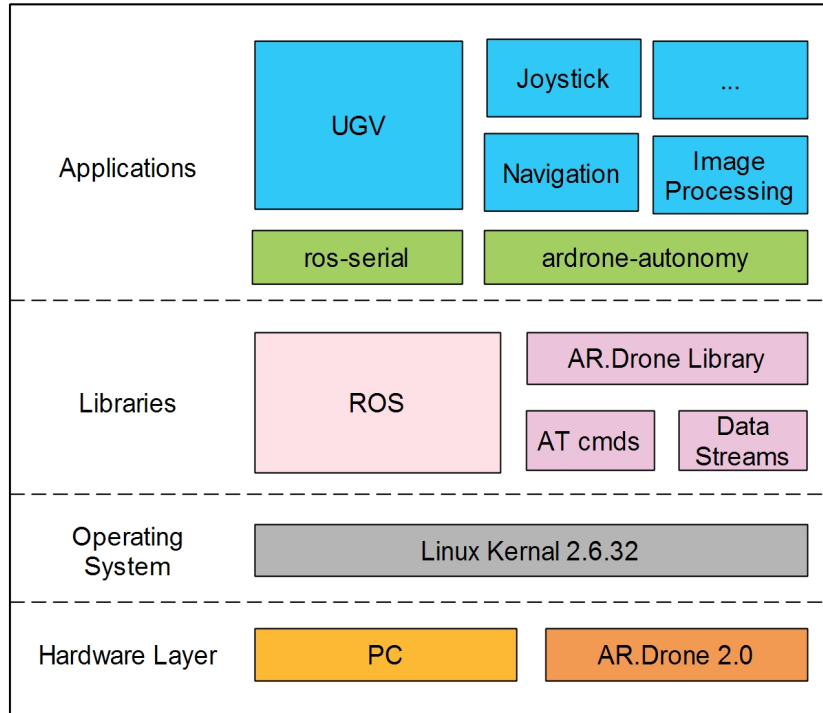 Applications
UGV
Joystick
...
Navigation
Image
Processing
ros-serial
ardrone-autonomy
Libraries
ROS
AR.Drone Library
AT cmds
Data
Streams
Operating
System
Linux Kernal 2.6.32
Hardware Layer
PC
AR.Drone 2.0